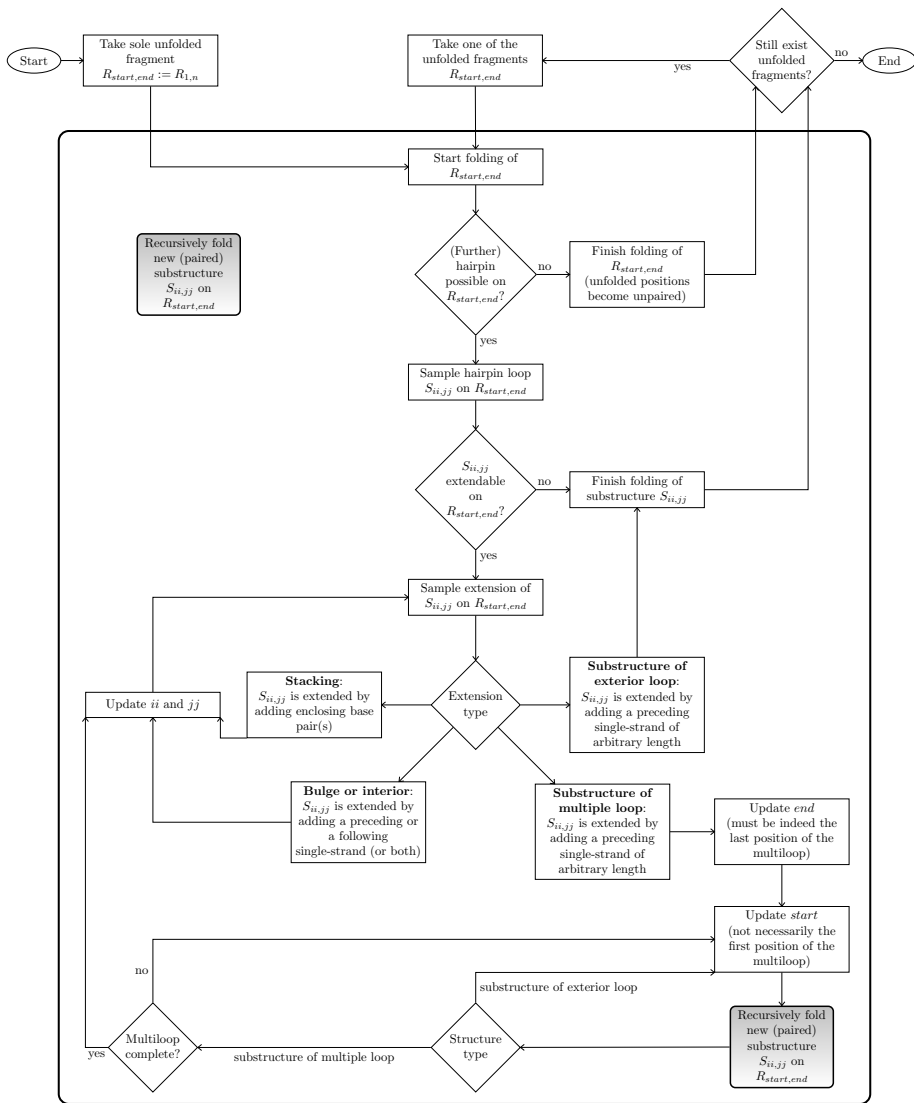 Start
Take sole unfolded
fragment
R_{start,end} := R_{1,n}
Take one of the
unfolded fragments
R_{start,end}
yes
Still exist
unfolded
fragments?
no
End
Start folding of
R_{start,end}
Recursively fold
new (paired)
substructure
S_{ii,jj} on
R_{start,end}
(Further)
hairpin
possible on
R_{start,end}?
no
Finish folding of
R_{start,end}
(unfolded positions
become unpaired)
yes
Sample hairpin loop
S_{ii,jj} on R_{start,end}
S_{ii,jj}
extendable
on
R_{start,end}?
no
Finish folding of
substructure S_{ii,jj}
yes
Sample extension of
S_{ii,jj} on R_{start,end}
Update ii and jj
Stacking:
S_{ii,jj} is extended by
adding enclosing base
pair(s)
Extension
type
Substructure of
exterior loop:
S_{ii,jj} is extended by
adding a preceding
single-strand of
arbitrary length
Bulge or interior:
S_{ii,jj} is extended by
adding a preceding or
a following
single-strand (or both)
Substructure of
multiple loop:
S_{ii,jj} is extended by
adding a preceding
single-strand of
arbitrary length
Update end
(must be indeed the
last position of the
multiloop)
Update start
(not necessarily the
first position of the
multiloop)
no
substructure of exterior loop
Multiloop
complete?
yes
substructure of multiple loop
Structure
type
Recursively fold
new (paired)
substructure
S_{ii,jj} on
R_{start,end}